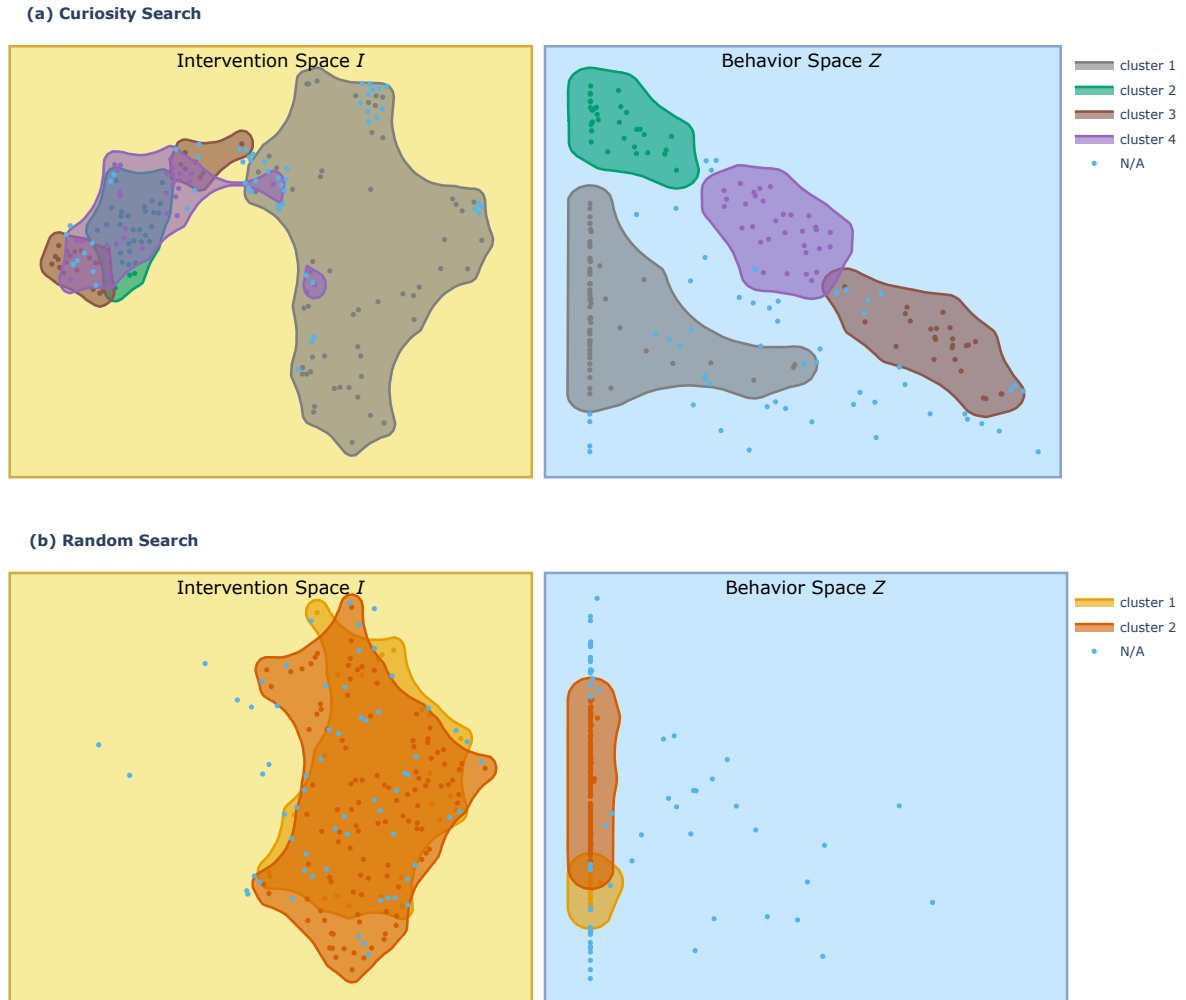 (a) Curiosity Search
Intervention Space I
Behavior Space Z
cluster 1
cluster 2
cluster 3
cluster 4
N/A
(b) Random Search
Intervention Space I
Behavior Space Z
cluster 1
cluster 2
N/A